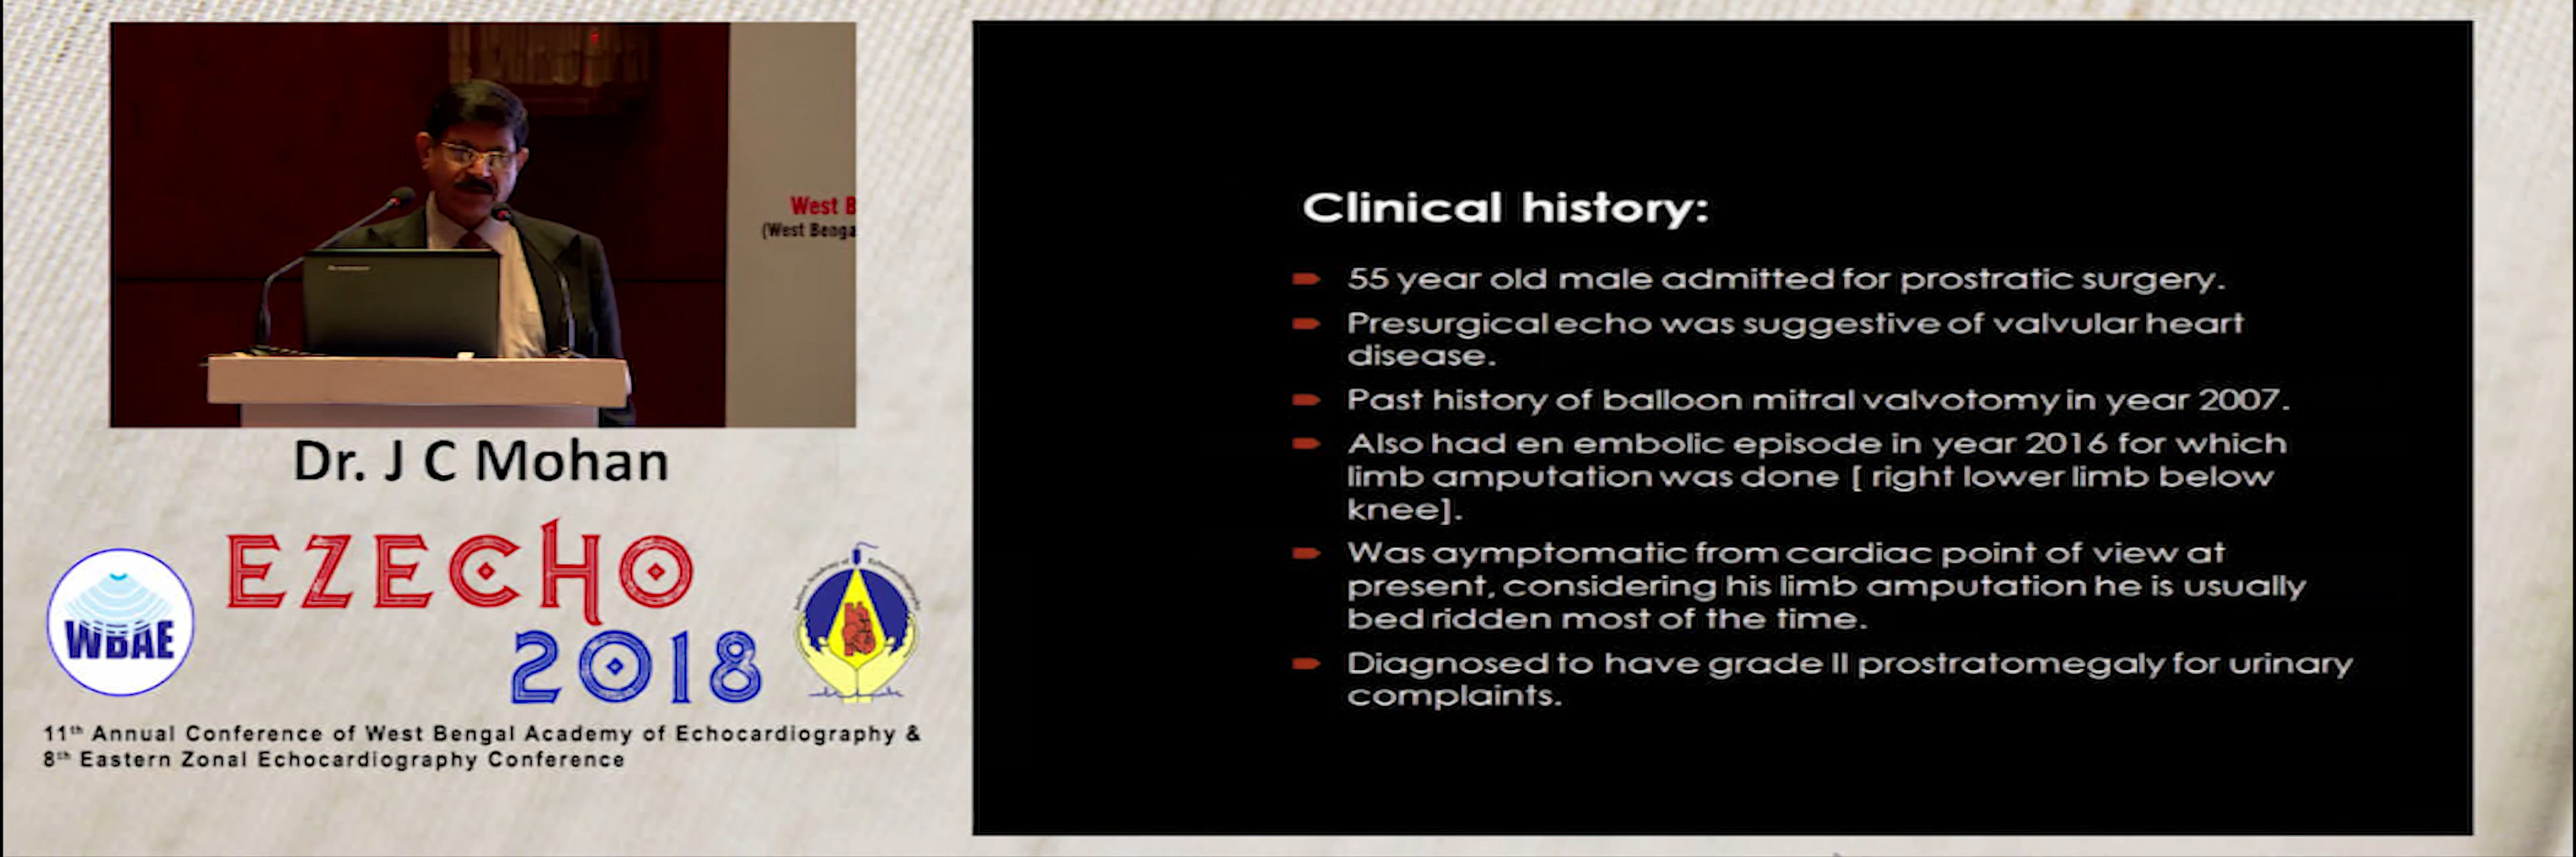 West B
(West Benga
Dr. J C Mohan
EZECHO
2018
WBAE
11th Annual Conference of West Bengal Academy of Echocardiography &
8th Eastern Zonal Echocardiography Conference
Clinical history:
55 year old male admitted for prostratic surgery.
Presurgical echo was suggestive of valvular heart
disease.
Past history of balloon mitral valvotomy in year 2007.
Also had en embolic episode in year 2016 for which
limb amputation was done [ right lower limb below
knee].
Was aymptomatic from cardiac point of view at
present, considering his limb amputation he is usually
bed ridden most of the time.
Diagnosed to have grade II prostratomegaly for urinary
complaints.